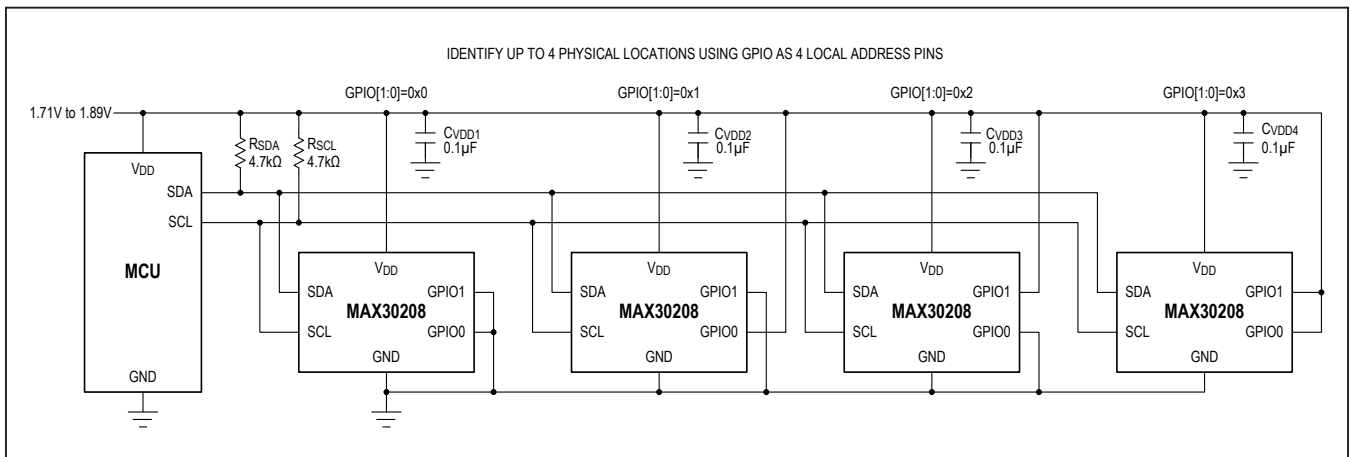 IDENTIFY UP TO 4 PHYSICAL LOCATIONS USING GPIO AS 4 LOCAL ADDRESS PINS
GPIO[1:0]=0x0
GPIO[1:0]=0x1
GPIO[1:0]=0x2
GPIO[1:0]=0x3
1.71V to 1.89V
RSDA
4.7kΩ
RSCL
4.7kΩ
CVDD1
0.1µF
CVDD2
0.1µF
CVDD3
0.1µF
CVDD4
0.1µF
VDD
SDA
SCL
MCU
GND
VDD
SDA
GPIO1
MAX30208
SCL
GPIO0
GND
VDD
SDA
GPIO1
MAX30208
SCL
GPIO0
GND
VDD
SDA
GPIO1
MAX30208
SCL
GPIO0
GND
VDD
SDA
GPIO1
MAX30208
SCL
GPIO0
GND